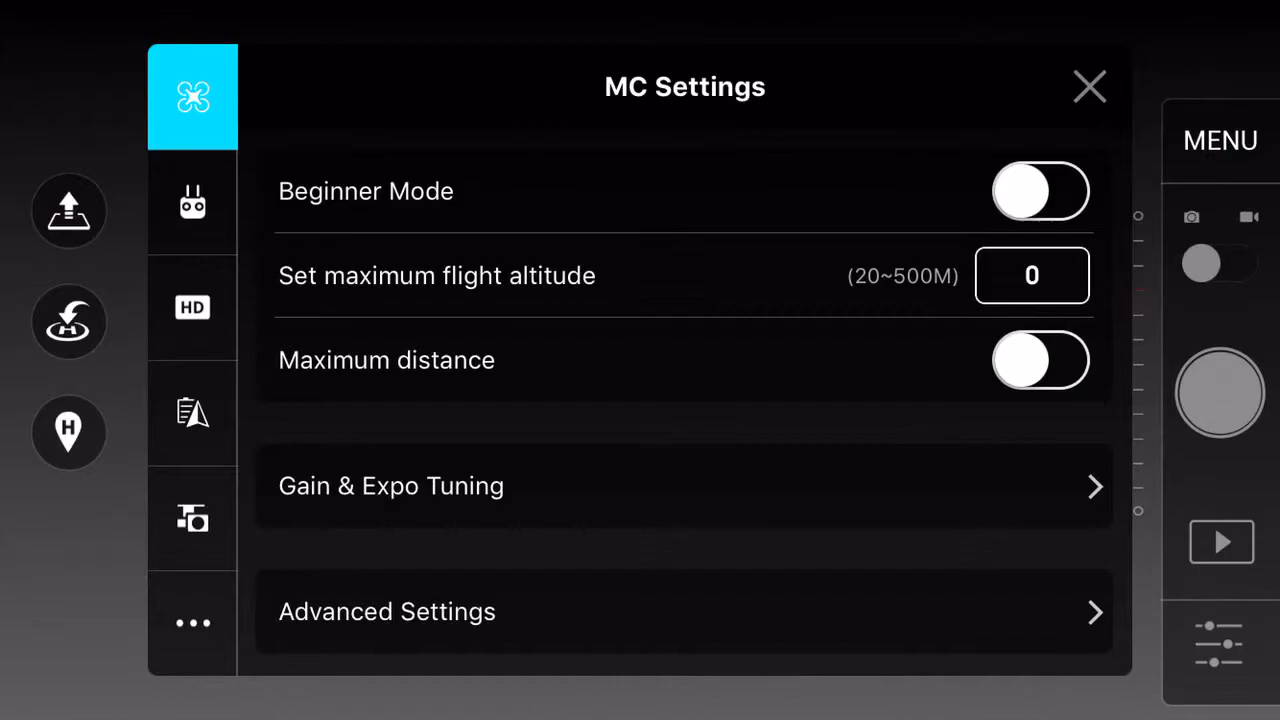 MC Settings
MENU
Beginner Mode
Set maximum flight altitude (20~500M) 0
HD
Maximum distance
H
Gain & Expo Tuning
Advanced Settings